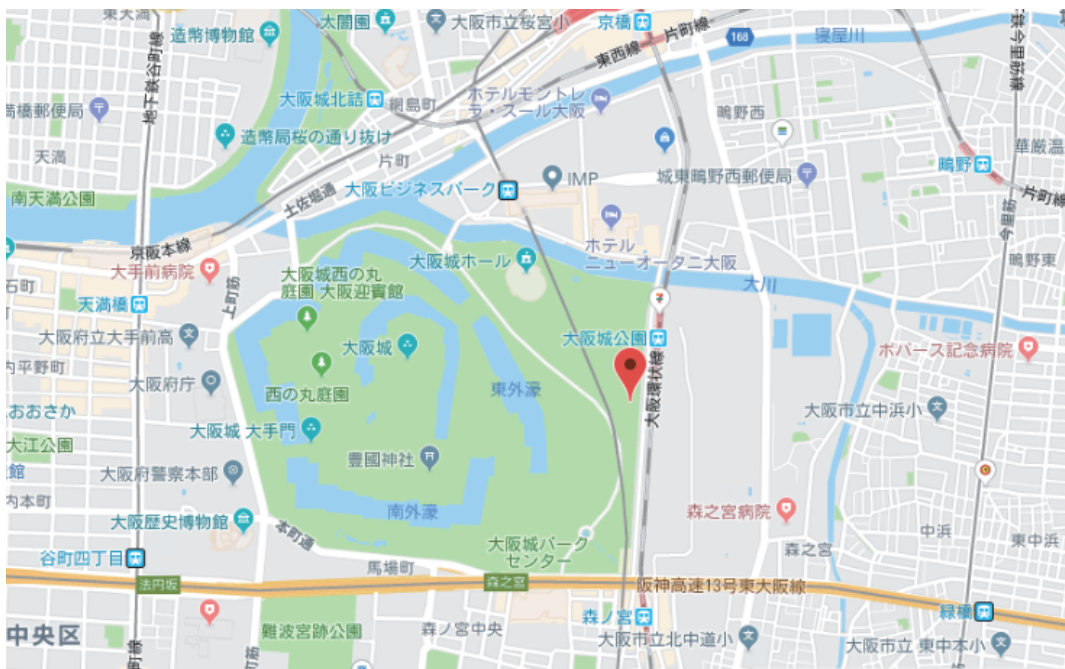 東天満
造幣博物館
太閤園
大阪市立桜宮小
京橋
片町線
東西線
168
寝屋川
地下鉄谷町線
大阪城北詰
網島町
ホテルモントレ
ラ・スール大阪
鴫野西
満橋郵便局
造幣局桜の通り抜け
天満
片町
華厳温
鴫野
城東鴫野西郵便局
IMP
大阪ビジネスパーク
片町線
今里筋
南天満公園
土佐堀通
京阪本線
大阪城ホール
ホテル
ニューオータニ大阪
大手前病院
大阪城西の丸
庭園 大阪迎賓館
鴫野東
石町
上町筋
大川
天満橋
大阪府立大手前高
大阪城
大阪城公園
ボバース記念病院
内平野町
大阪府庁
西の丸庭園
東外濠
大阪環状線
おおさか
大阪市立中浜小
大江公園
大阪城 大手門
館
大阪府警察本部
豊國神社
内本町
南外濠
森之宮病院
大阪歴史博物館
本町通
中浜
東中浜
大阪城パーク
センター
森之宮
谷町四丁目
馬場町
法円坂
森之宮
阪神高速13号東大阪線
緑橋
森ノ宮
中央区
難波宮跡公園
森ノ宮中央
大阪市立北中道小
大阪市立 東中本小